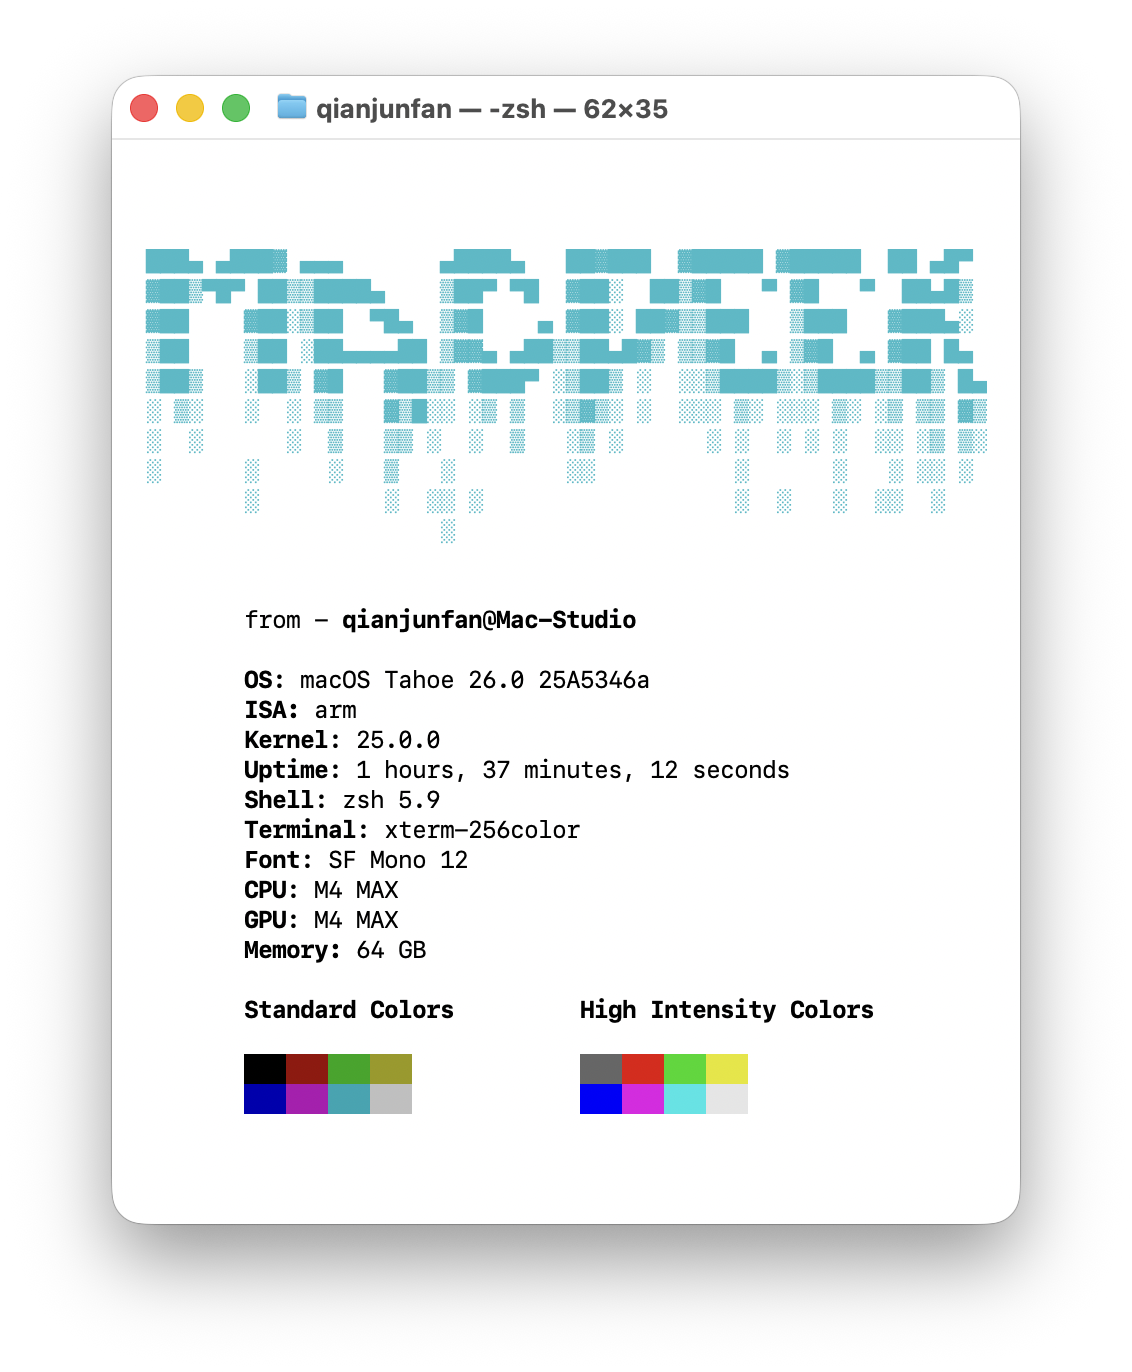 qianjunfan — -zsh — 62×35
from - qianjunfan@Mac-Studio
OS: macOS Tahoe 26.0 25A5346a
ISA: arm
Kernel: 25.0.0
Uptime: 1 hours, 37 minutes, 12 seconds
Shell: zsh 5.9
Terminal: xterm-256color
Font: SF Mono 12
CPU: M4 MAX
GPU: M4 MAX
Memory: 64 GB
Standard Colors High Intensity Colors